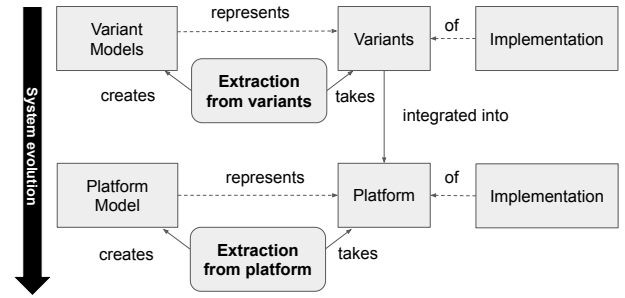 System evolution
represents
of
Variant
Models
Variants
Implementation
Extraction
from variants
creates
takes
integrated into
represents
of
Platform
Model
Platform
Implementation
Extraction
from platform
creates
takes